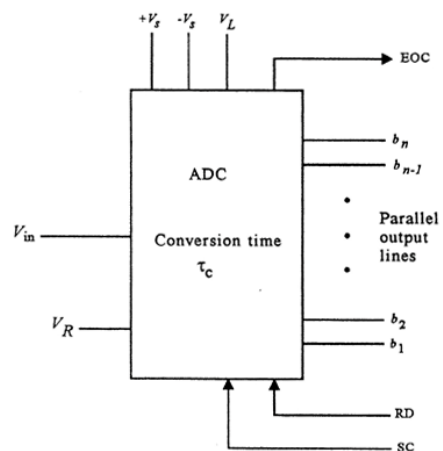 +Vs -Vs VL
EOC
bn
bn-1
ADC
Parallel
output
lines
Vin
Conversion time
τc
VR
b2
b1
RD
SC